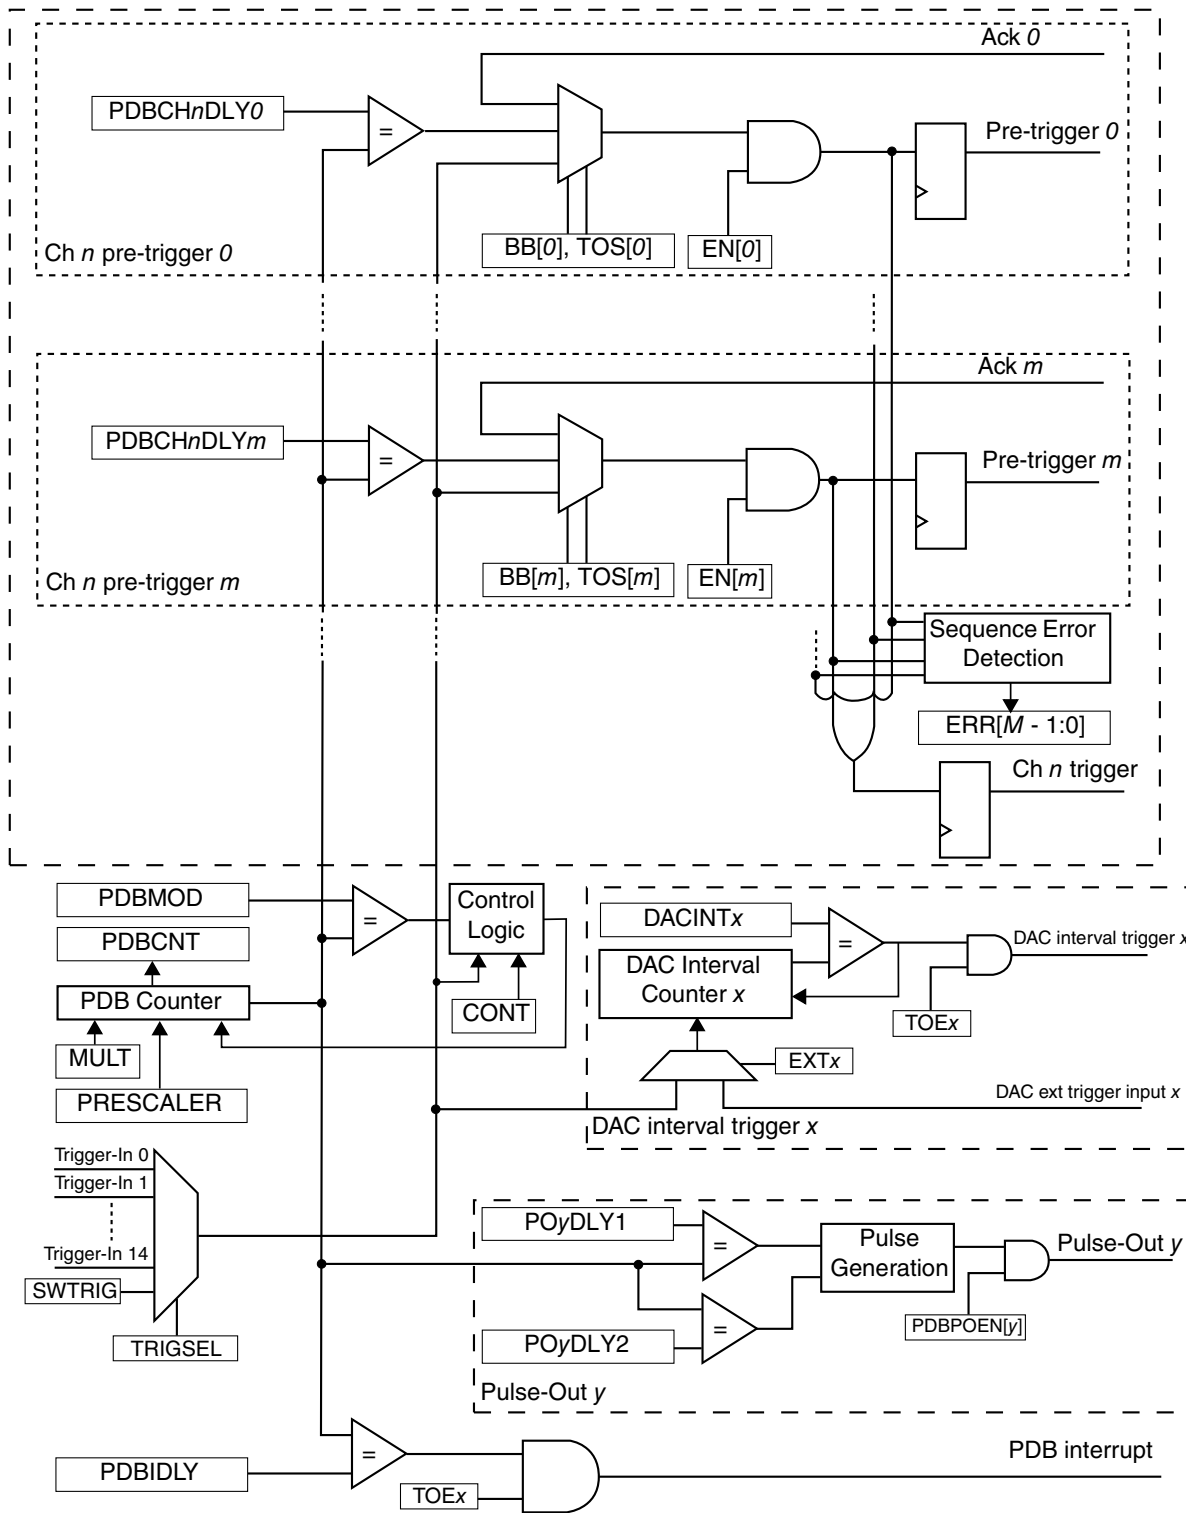 Ack 0
PDBCHnDLY0
=
Pre-trigger 0
BB[0], TOS[0]
EN[0]
Ch n pre-trigger 0
Ack m
PDBCHnDLYm
=
Pre-trigger m
BB[m], TOS[m]
EN[m]
Ch n pre-trigger m
Sequence Error
Detection
ERR[M - 1:0]
Ch n trigger
PDBMOD
=
Control
Logic
PDBCNT
PDB Counter
CONT
MULT
PRESCALER
DACINTx
=
DAC interval trigger x
DAC Interval
Counter x
TOEx
EXTx
DAC ext trigger input x
DAC interval trigger x
Trigger-In 0
Trigger-In 1
Trigger-In 14
SWTRIG
TRIGSEL
POyDLY1
=
Pulse
Generation
Pulse-Out y
PDBPOEN[y]
=
POyDLY2
Pulse-Out y
=
PDB interrupt
PDBIDLY
TOEx